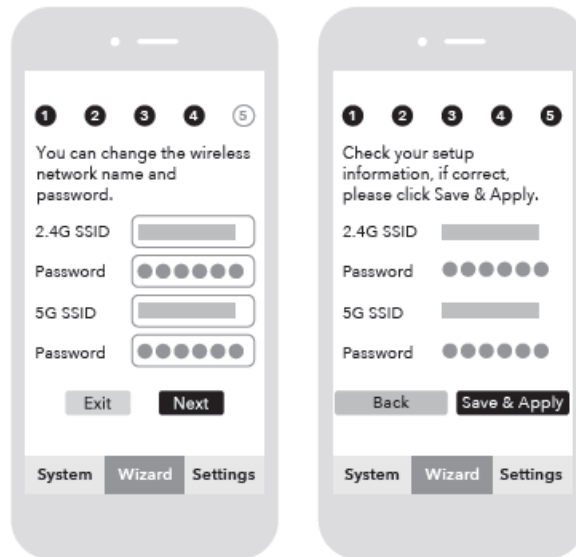 1 2 3 4 5
You can change the wireless
network name and
password.
2.4G SSID
Password
5G SSID
Password
Exit Next
System Wizard Settings
1 2 3 4 5
Check your setup
information, if correct,
please click Save & Apply.
2.4G SSID
Password
5G SSID
Password
Back Save & Apply
System Wizard Settings